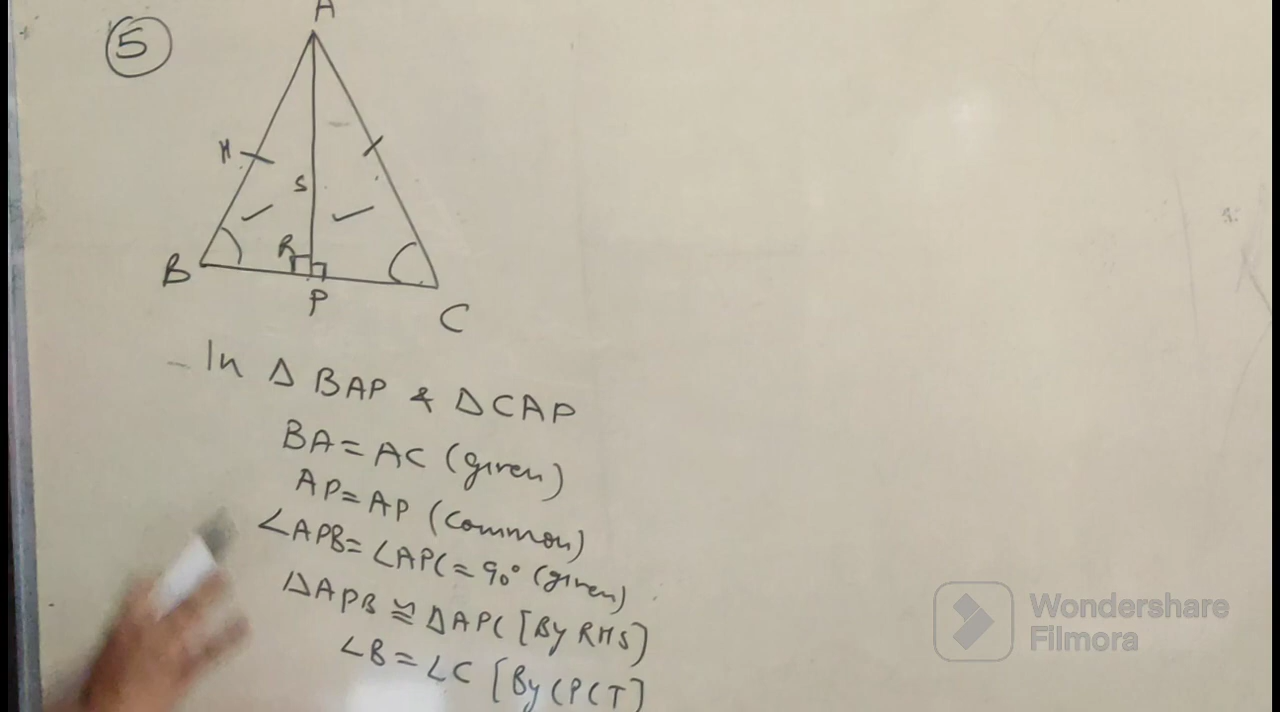 5
A
H
S
R
B
P
C
In Δ BAP & ΔCAP
BA = AC (given)
AP = AP (common)
∠APB = ∠APC = 90° (given)
ΔAPB ≅ ΔAPC [By RHS]
∠B = ∠C [By CPCT]
Wondershare
Filmora